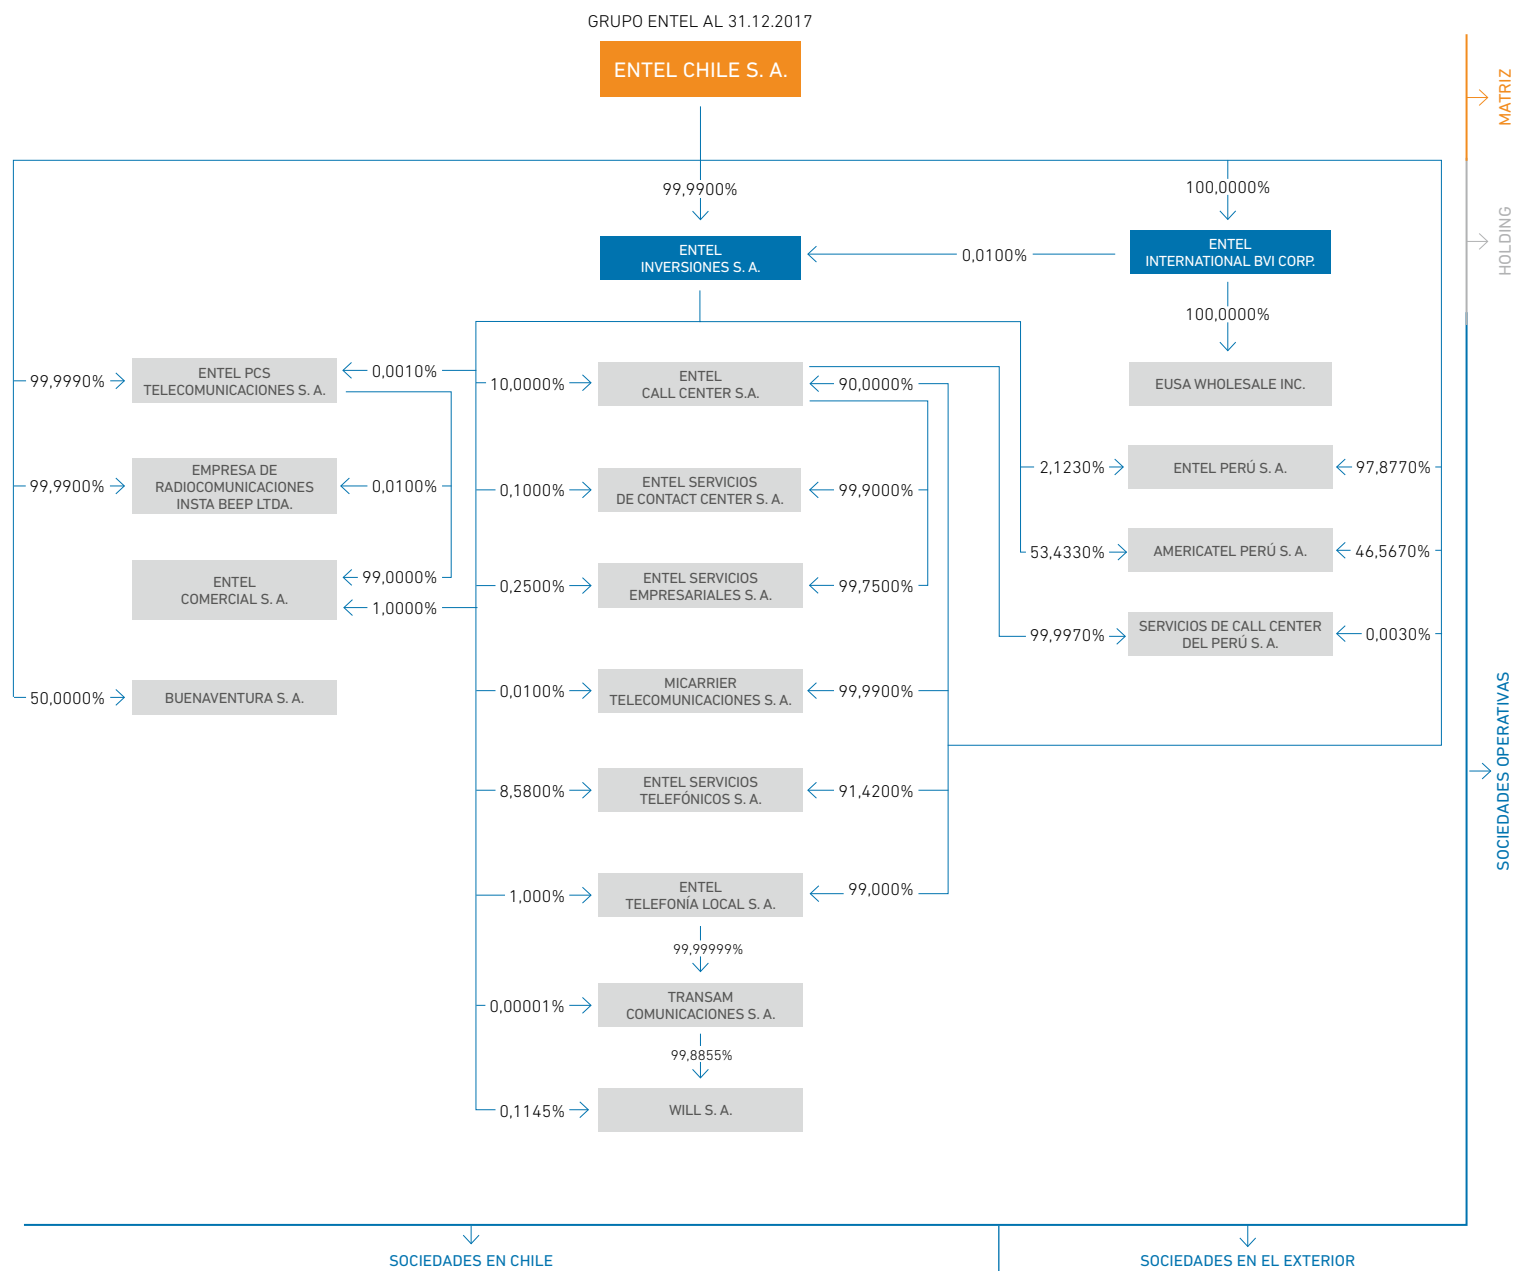 GRUPO ENTEL AL 31.12.2017
ENTEL CHILE S. A.
MATRIZ
99,9900%
100,0000%
HOLDING
ENTEL
INVERSIONES S. A.
0,0100%
ENTEL
INTERNATIONAL BVI CORP.
100,0000%
99,9990%
ENTEL PCS
TELECOMUNICACIONES S. A.
0,0010%
10,0000%
ENTEL
CALL CENTER S.A.
90,0000%
EUSA WHOLESALE INC.
99,9900%
EMPRESA DE
RADIOCOMUNICACIONES
INSTA BEEP LTDA.
0,0100%
0,1000%
ENTEL SERVICIOS
DE CONTACT CENTER S. A.
99,9000%
2,1230%
ENTEL PERÚ S. A.
97,8770%
ENTEL
COMERCIAL S. A.
99,0000%
1,0000%
0,2500%
ENTEL SERVICIOS
EMPRESARIALES S. A.
99,7500%
53,4330%
AMERICATEL PERÚ S. A.
46,5670%
99,9970%
SERVICIOS DE CALL CENTER
DEL PERÚ S. A.
0,0030%
50,0000%
BUENAVENTURA S. A.
0,0100%
MICARRIER
TELECOMUNICACIONES S. A.
99,9900%
SOCIEDADES OPERATIVAS
8,5800%
ENTEL SERVICIOS
TELEFÓNICOS S. A.
91,4200%
1,000%
ENTEL
TELEFONÍA LOCAL S. A.
99,000%
99,99999%
0,00001%
TRANSAM
COMUNICACIONES S. A.
99,8855%
0,1145%
WILL S. A.
SOCIEDADES EN CHILE
SOCIEDADES EN EL EXTERIOR